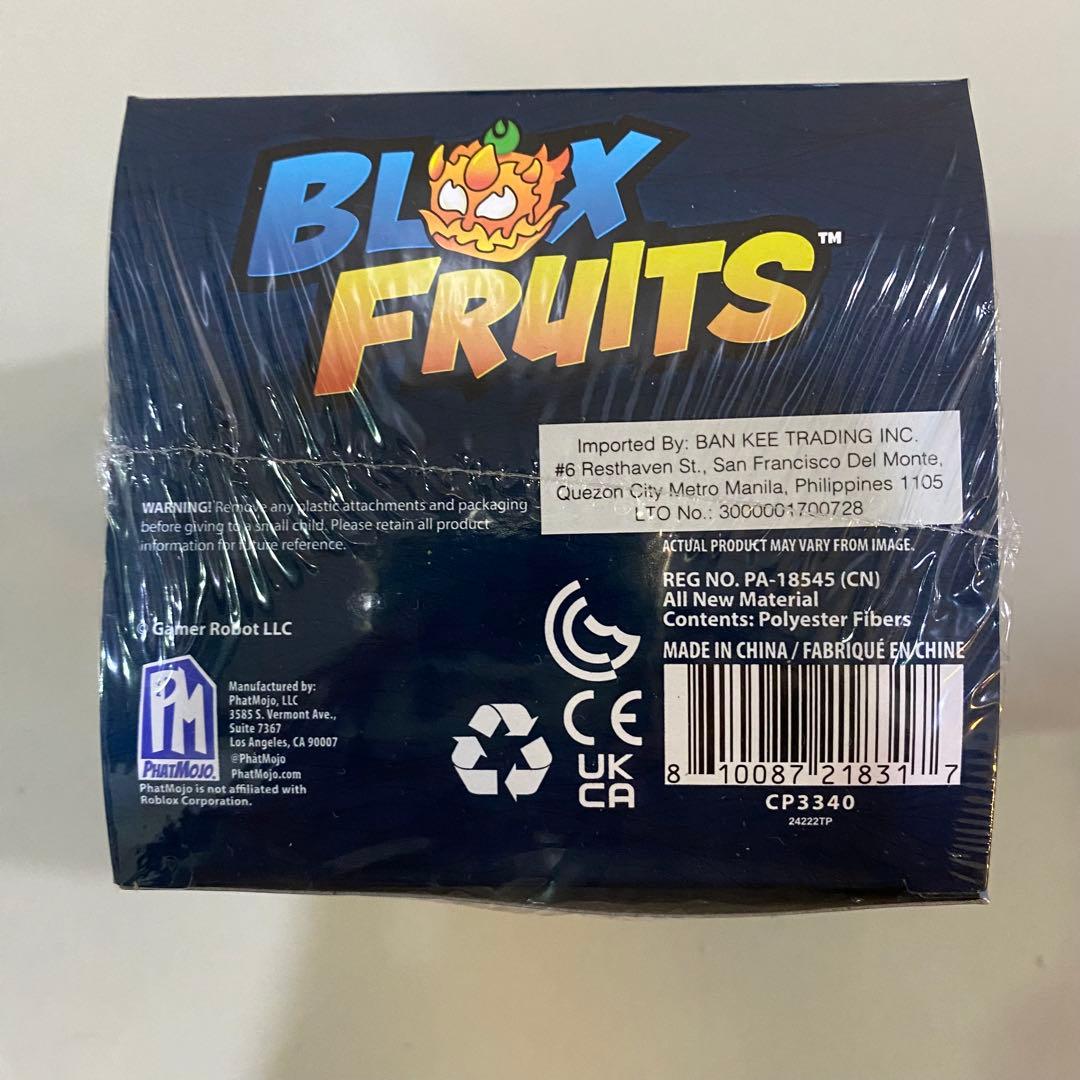 BLOX
FRUITS™
Imported By: BAN KEE TRADING INC.
#6 Resthaven St., San Francisco Del Monte,
Quezon City Metro Manila, Philippines 1105
LTO No.: 3000001700728
WARNING! Remove any plastic attachments and packaging
before giving to a small child. Please retain all product
information for future reference.
ACTUAL PRODUCT MAY VARY FROM IMAGE.
REG NO. PA-18545 (CN)
All New Material
Contents: Polyester Fibers
MADE IN CHINA / FABRIQUÉ EN CHINE
© Gamer Robot LLC
PM
PHATMOJO.
Manufactured by:
PhatMojo, LLC
3585 S. Vermont Ave.,
Suite 7367
Los Angeles, CA 90007
@PhatMojo
PhatMojo.com
PhatMojo is not affiliated with
Roblox Corporation.
CE
UK
CA
8 10087 21831 7
CP3340
24222TP